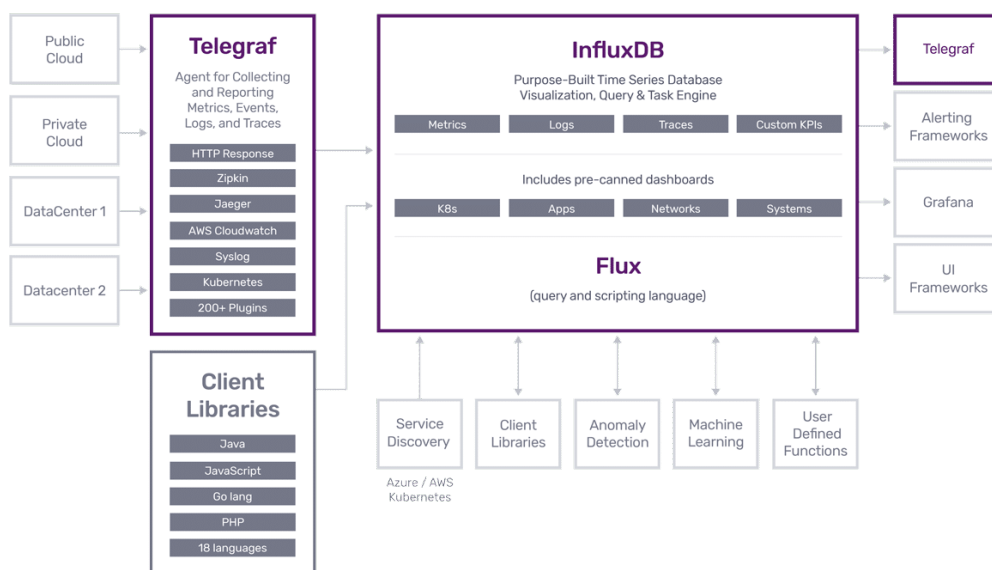 Public
Cloud
Private
Cloud
DataCenter 1
Datacenter 2
Telegraf
Agent for Collecting
and Reporting
Metrics, Events,
Logs, and Traces
HTTP Response
Zipkin
Jaeger
AWS Cloudwatch
Syslog
Kubernetes
200+ Plugins
Client
Libraries
Java
JavaScript
Go lang
PHP
18 languages
InfluxDB
Purpose-Built Time Series Database
Visualization, Query & Task Engine
Metrics
Logs
Traces
Custom KPIs
Includes pre-canned dashboards
K8s
Apps
Networks
Systems
Flux
(query and scripting language)
Service
Discovery
Azure / AWS
Kubernetes
Client
Libraries
Anomaly
Detection
Machine
Learning
User
Defined
Functions
Telegraf
Alerting
Frameworks
Grafana
UI
Frameworks